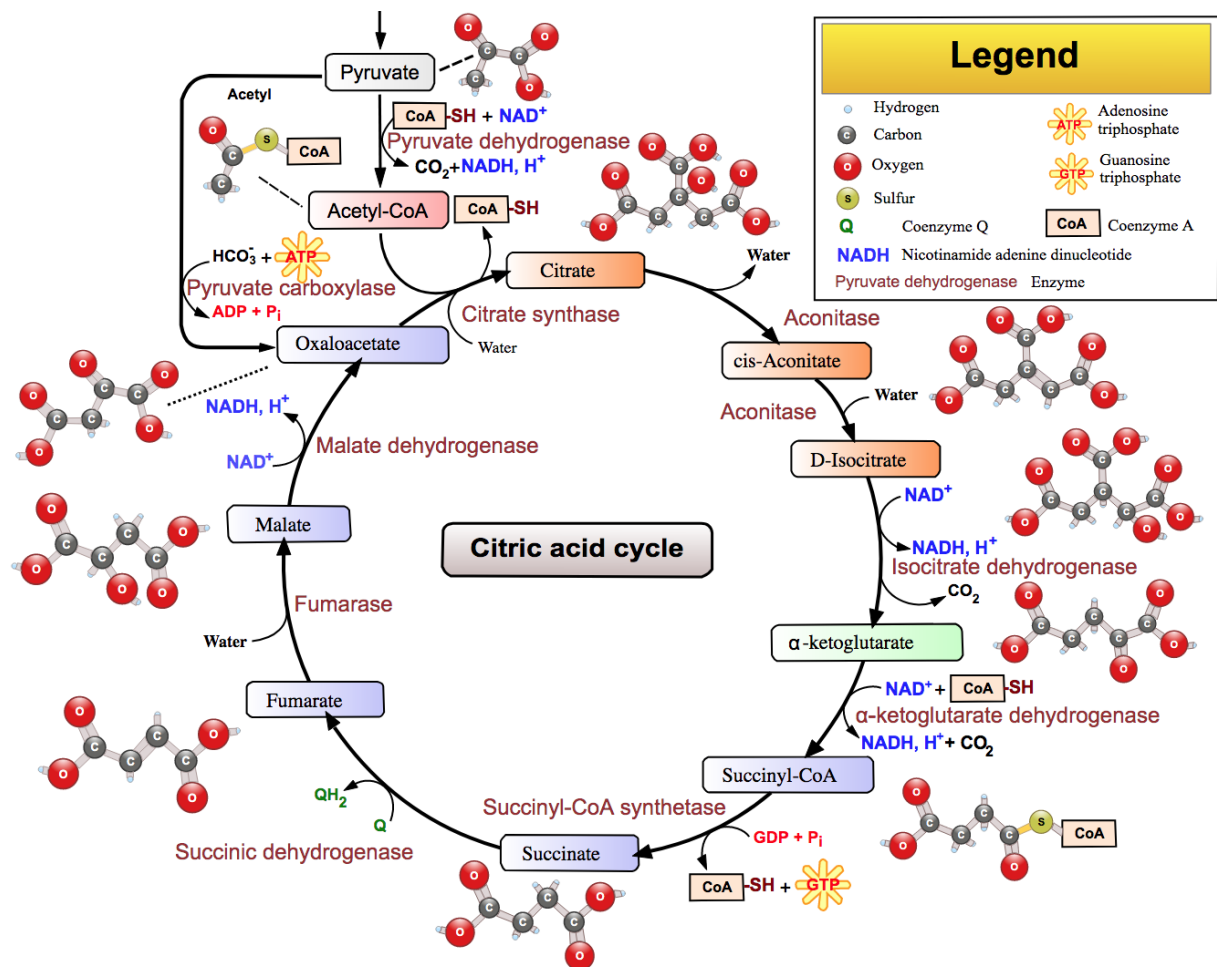 Pyruvate
Acetyl
CoA-SH + NAD⁺
Pyruvate dehydrogenase
CO₂+NADH, H⁺
S
CoA
Acetyl-CoA
CoA-SH
HCO₃⁻ + ATP
Pyruvate carboxylase
ADP + Pᵢ
Oxaloacetate
Citrate
Citrate synthase
Water
Water
Aconitase
cis-Aconitate
Aconitase
Water
D-Isocitrate
NAD⁺
NADH, H⁺
Isocitrate dehydrogenase
CO₂
α-ketoglutarate
NAD⁺ + CoA-SH
α-ketoglutarate dehydrogenase
NADH, H⁺ + CO₂
Succinyl-CoA
S
CoA
Succinyl-CoA synthetase
GDP + Pᵢ
CoA-SH + GTP
Succinate
Succinic dehydrogenase
Q
QH₂
Fumarate
Water
Fumarase
Malate
NAD⁺
Malate dehydrogenase
NADH, H⁺
Citric acid cycle
Legend
Hydrogen
C Carbon
O Oxygen
S Sulfur
Q Coenzyme Q
NADH Nicotinamide adenine dinucleotide
Pyruvate dehydrogenase Enzyme
ATP Adenosine
triphosphate
GTP Guanosine
triphosphate
CoA Coenzyme A